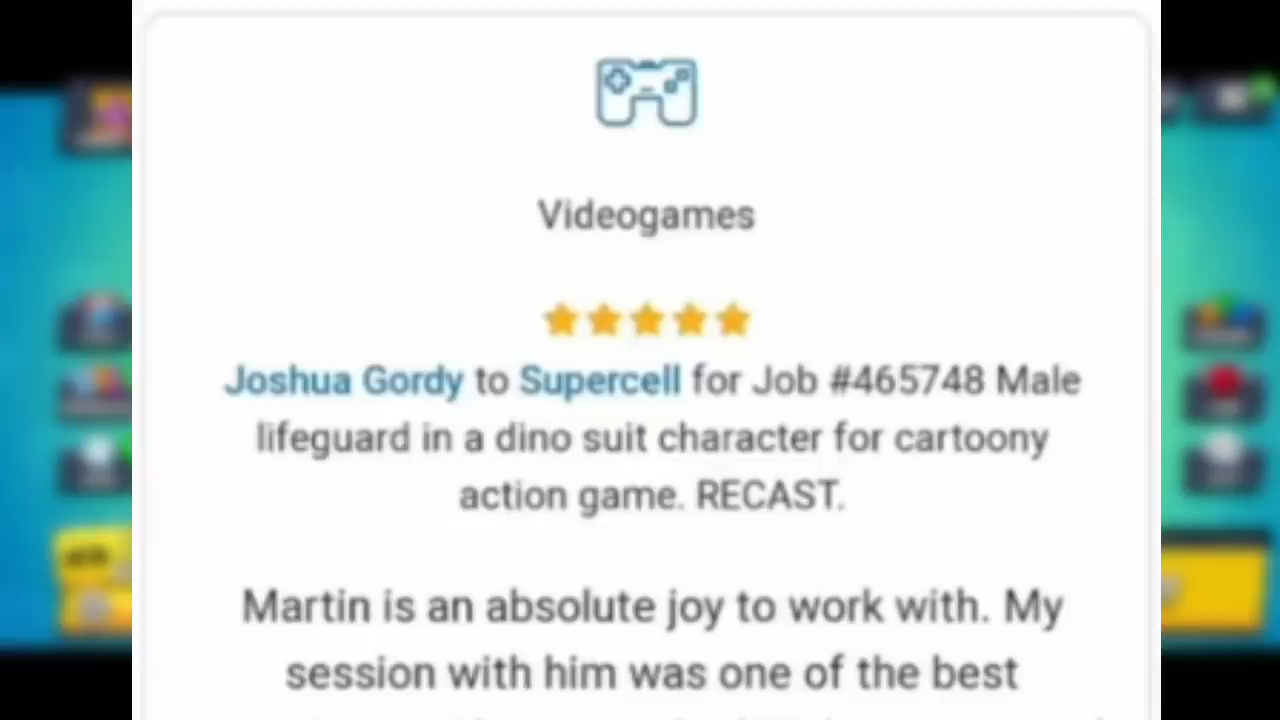 Videogames
Joshua Gordy to Supercell for Job #465748 Male
lifeguard in a dino suit character for cartoony
action game. RECAST.
Martin is an absolute joy to work with. My
session with him was one of the best